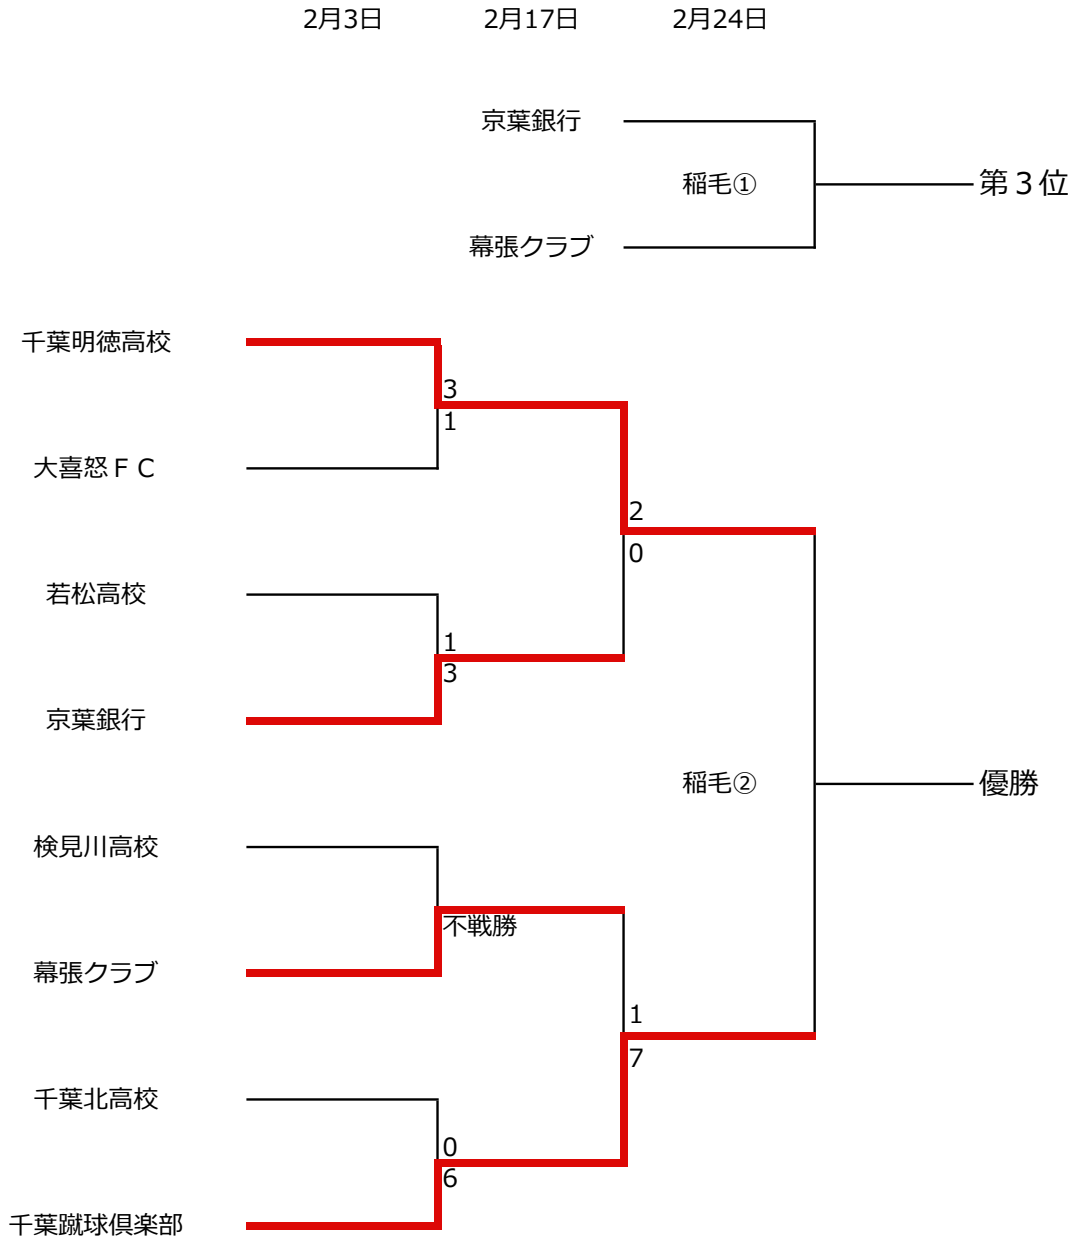 2月3日 2月17日 2月24日
京葉銀行
稲毛① 第３位
幕張クラブ
千葉明徳高校
3
1
大喜怒ＦＣ
2
0
若松高校
1
3
京葉銀行
稲毛② 優勝
検見川高校
不戦勝
幕張クラブ
1
7
千葉北高校
0
6
千葉蹴球倶楽部